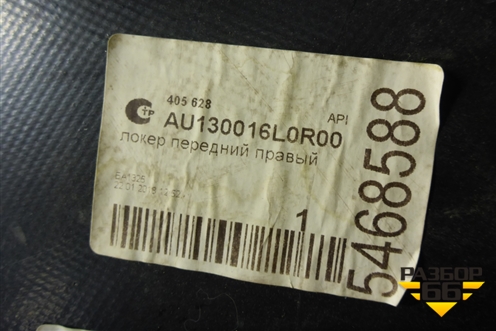 405 628
API
AU130016L0R00
локер передний правый
1
5468588
РАЗБОР
66